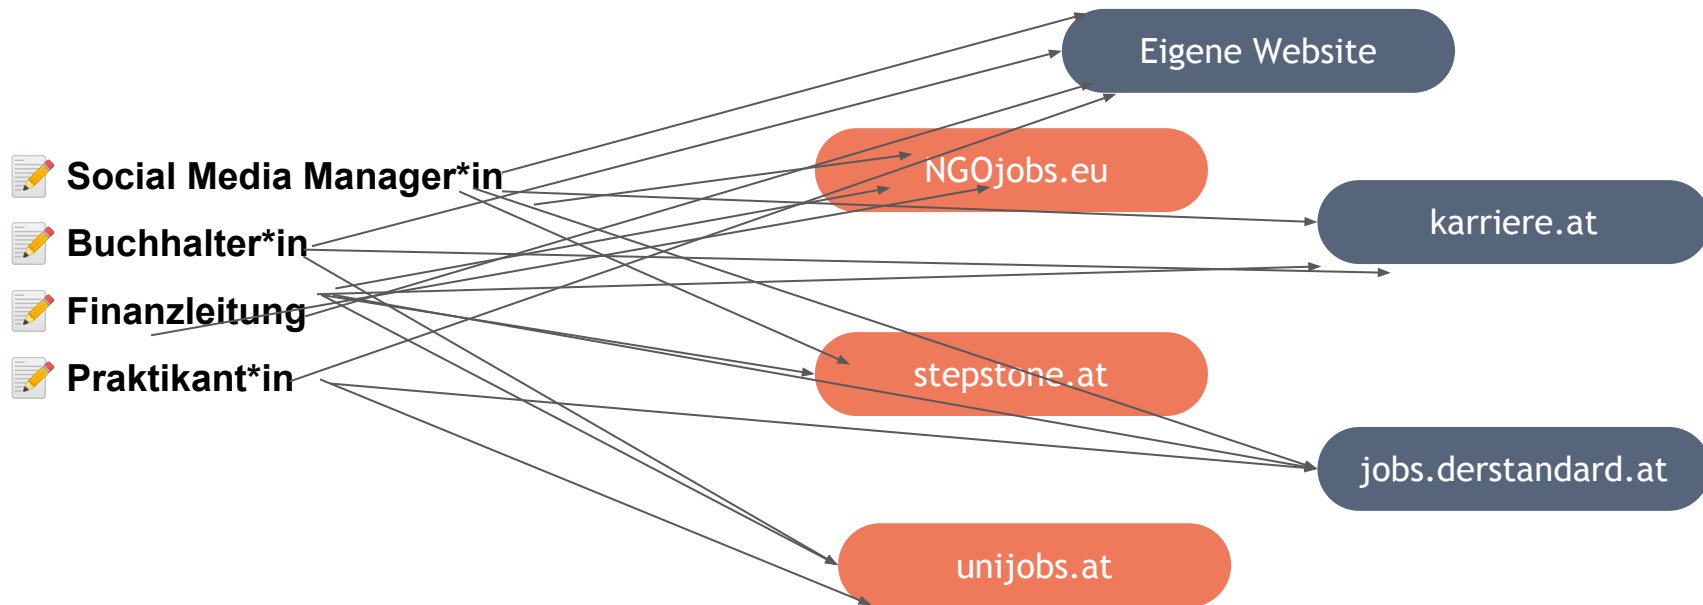 Social Media Manager*in
Buchhalter*in
Finanzleitung
Praktikant*in
Eigene Website
NGOjobs.eu
karriere.at
stepstone.at
jobs.derstandard.at
unijobs.at